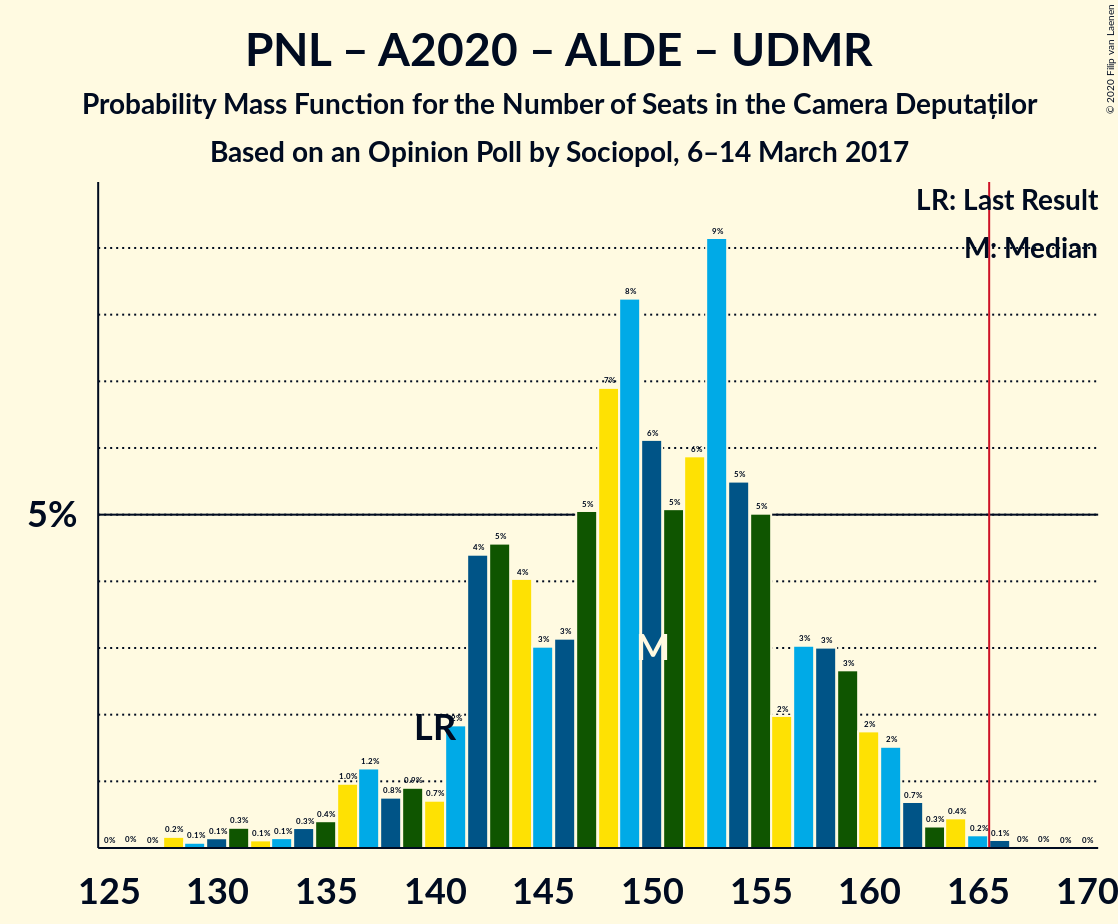 PNL – A2020 – ALDE – UDMR
Probability Mass Function for the Number of Seats in the Camera Deputaților
Based on an Opinion Poll by Sociopol, 6–14 March 2017
© 2020 Filip van Laenen
LR: Last Result
M: Median
5%
0% 0% 0% 0.2% 0.1% 0.1% 0.3% 0.1% 0.1% 0.3% 0.4% 1.0% 1.2% 0.8% 0.9% 0.7% 2% 4% 5% 4% 3% 3% 5% 7% 8% 6% 5% 6% 9% 5% 5% 2% 3% 3% 3% 2% 2% 0.7% 0.3% 0.4% 0.2% 0.1% 0% 0% 0% 0%
LR
M
125 130 135 140 145 150 155 160 165 170